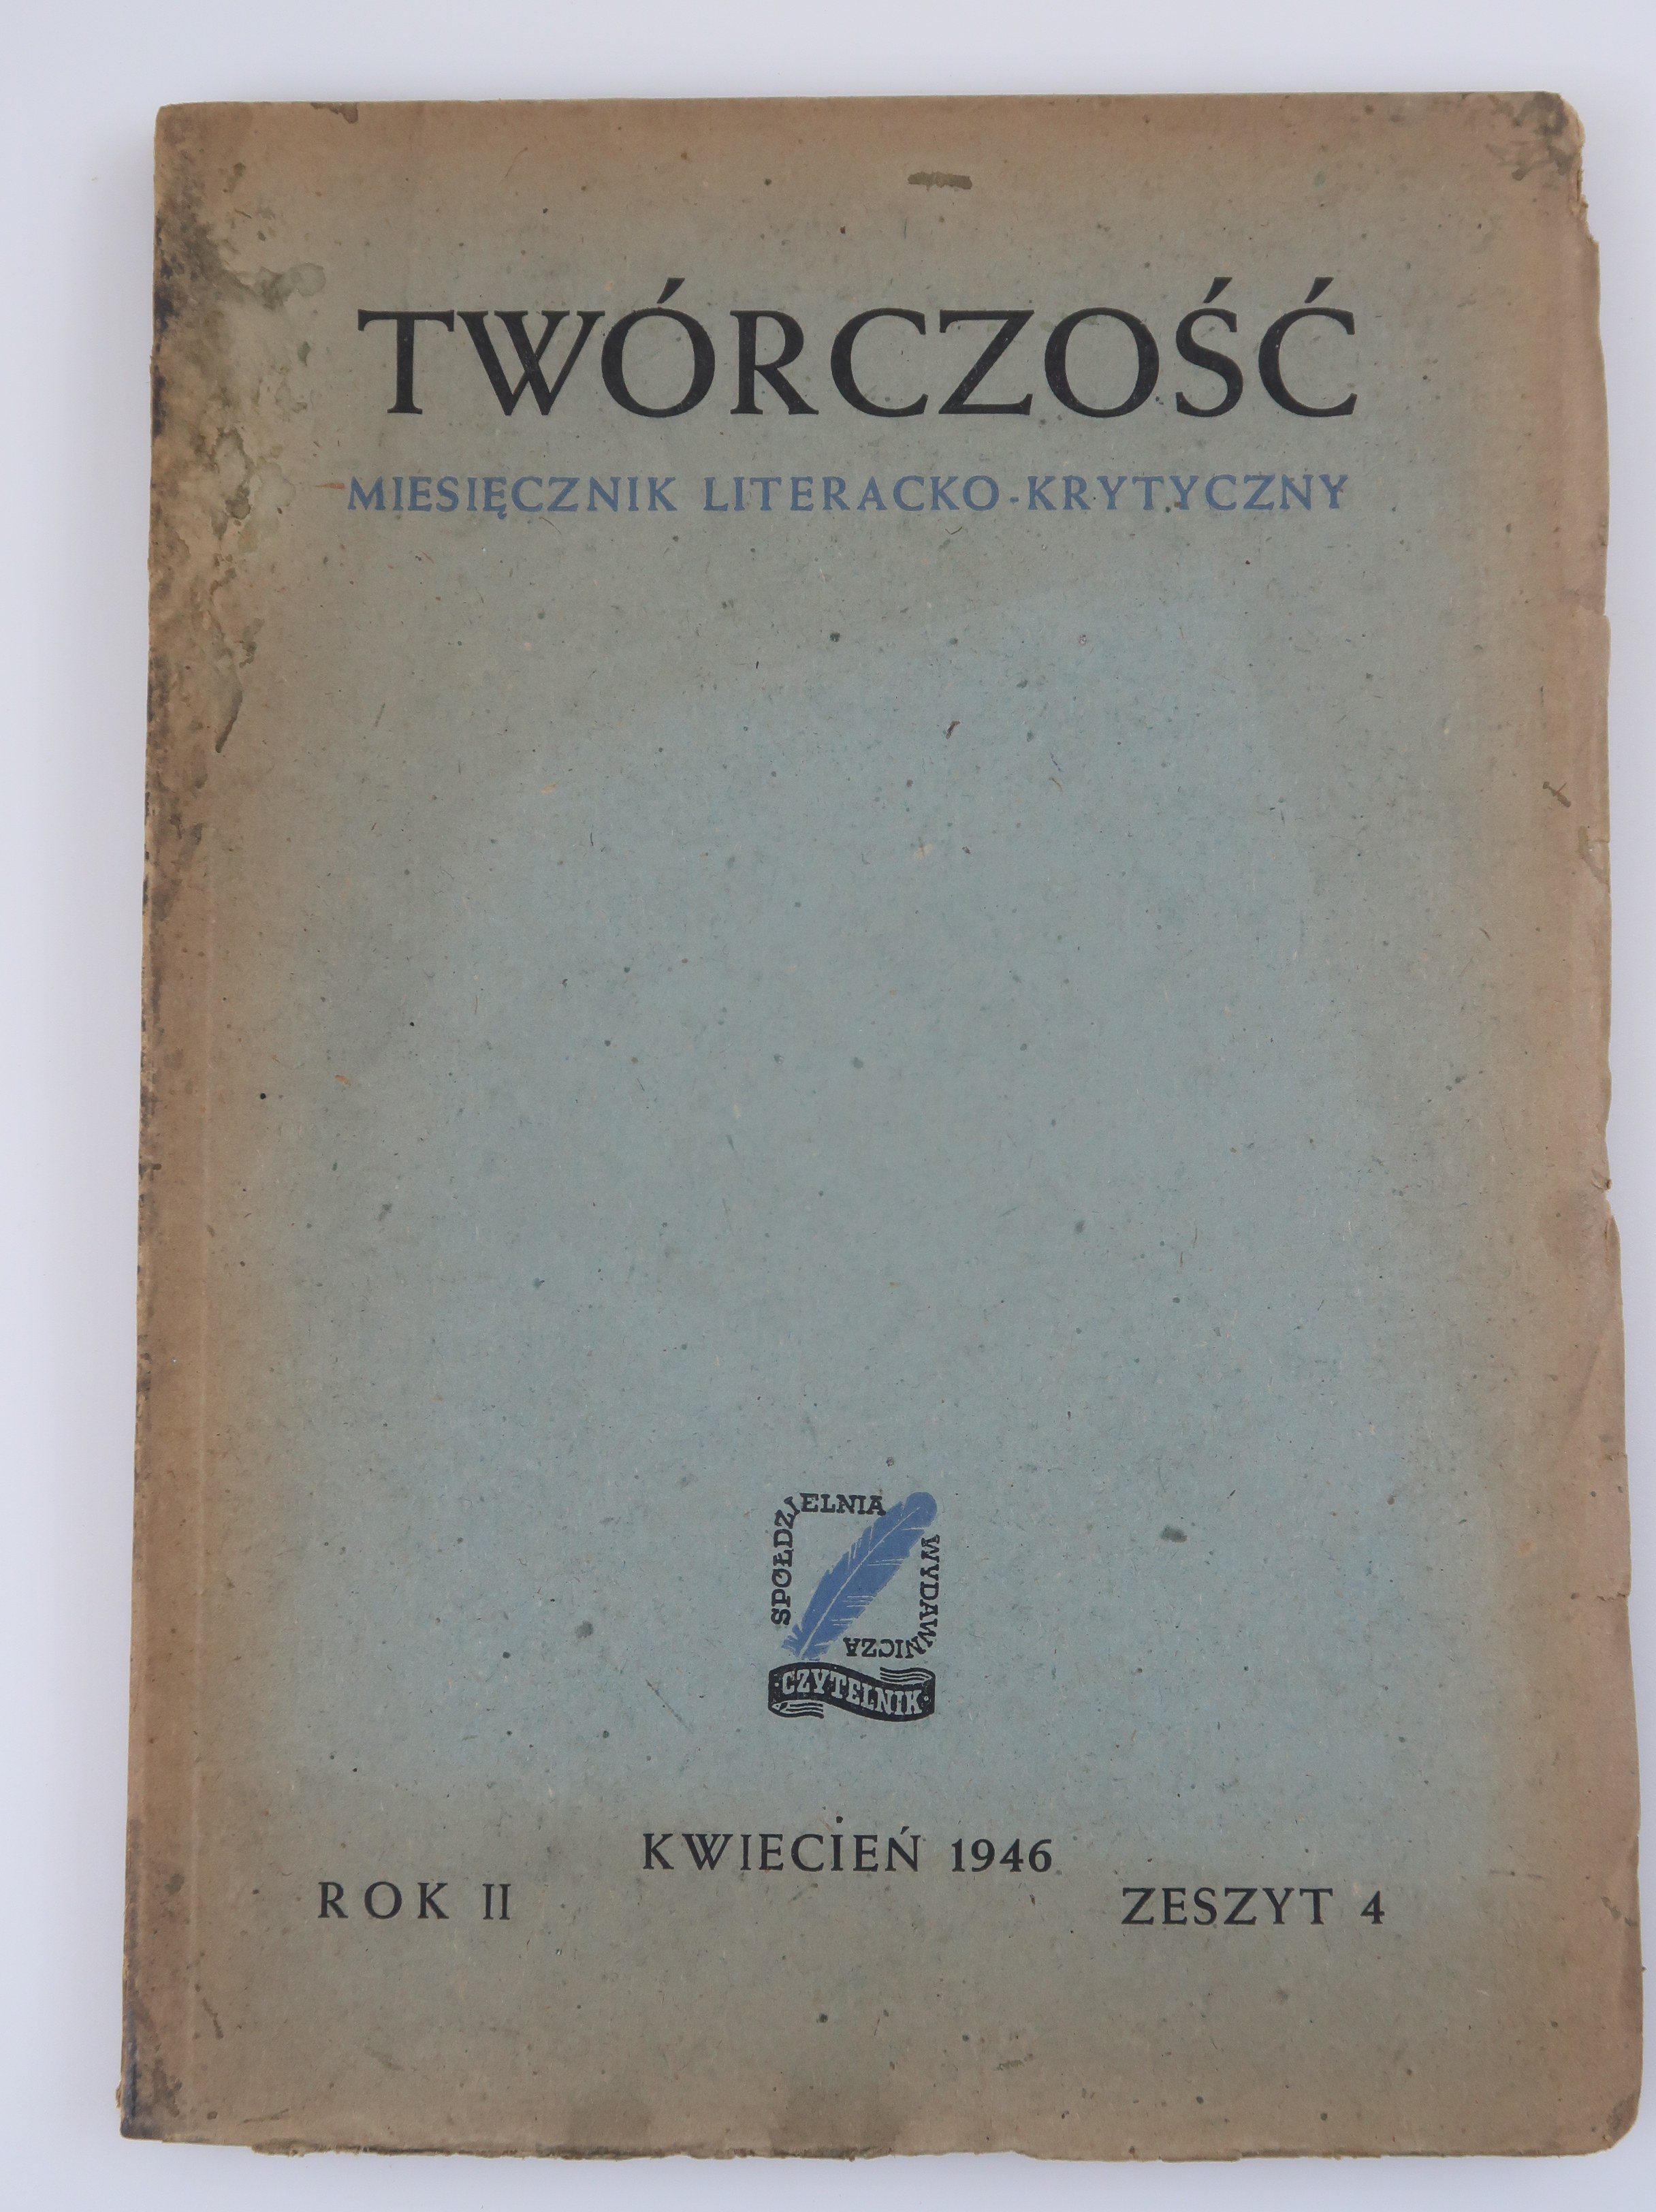 TWÓRCZOŚĆ
MIESIĘCZNIK LITERACKO-KRYTYCZNY
SPÓŁDZIELNIA
WYDAWNICZA
·CZYTELNIK·
KWIECIEŃ 1946
ROK II
ZESZYT 4